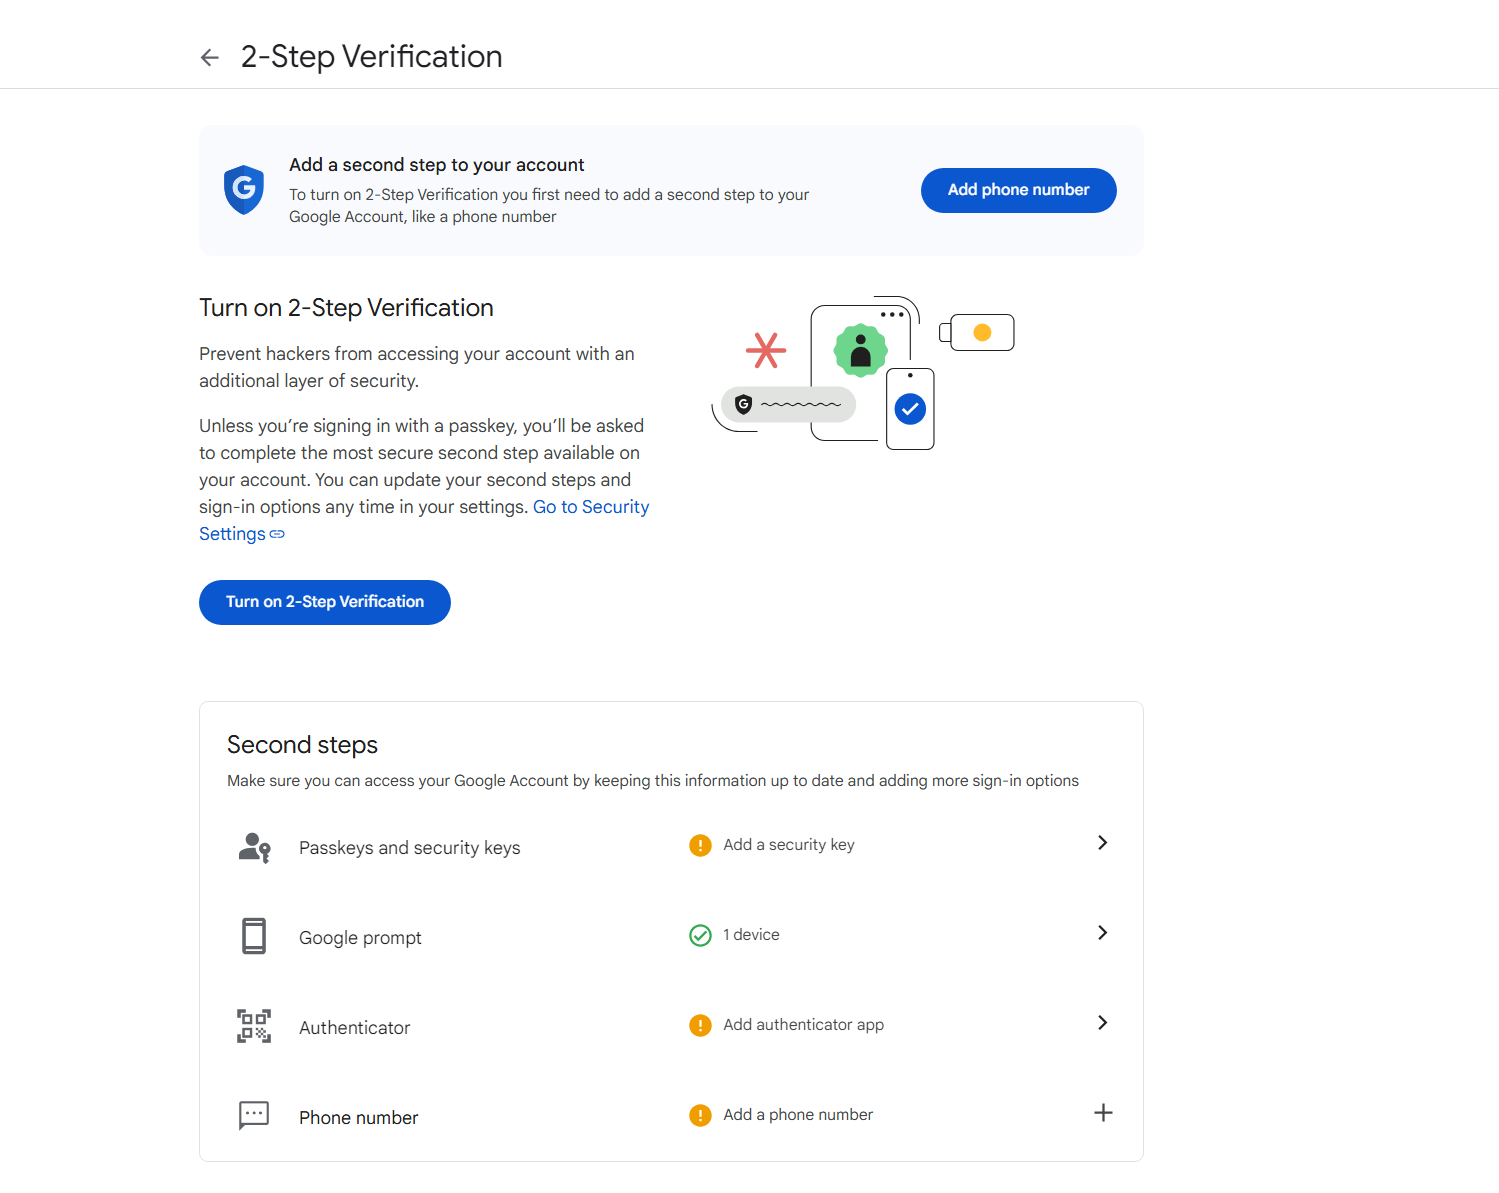 2-Step Verification
Add a second step to your account
To turn on 2-Step Verification you first need to add a second step to your
Google Account, like a phone number
Add phone number
Turn on 2-Step Verification
Prevent hackers from accessing your account with an
additional layer of security.
Unless you’re signing in with a passkey, you’ll be asked
to complete the most secure second step available on
your account. You can update your second steps and
sign-in options any time in your settings. Go to Security
Settings
Turn on 2-Step Verification
Second steps
Make sure you can access your Google Account by keeping this information up to date and adding more sign-in options
Passkeys and security keys
Add a security key
Google prompt
1 device
Authenticator
Add authenticator app
Phone number
Add a phone number